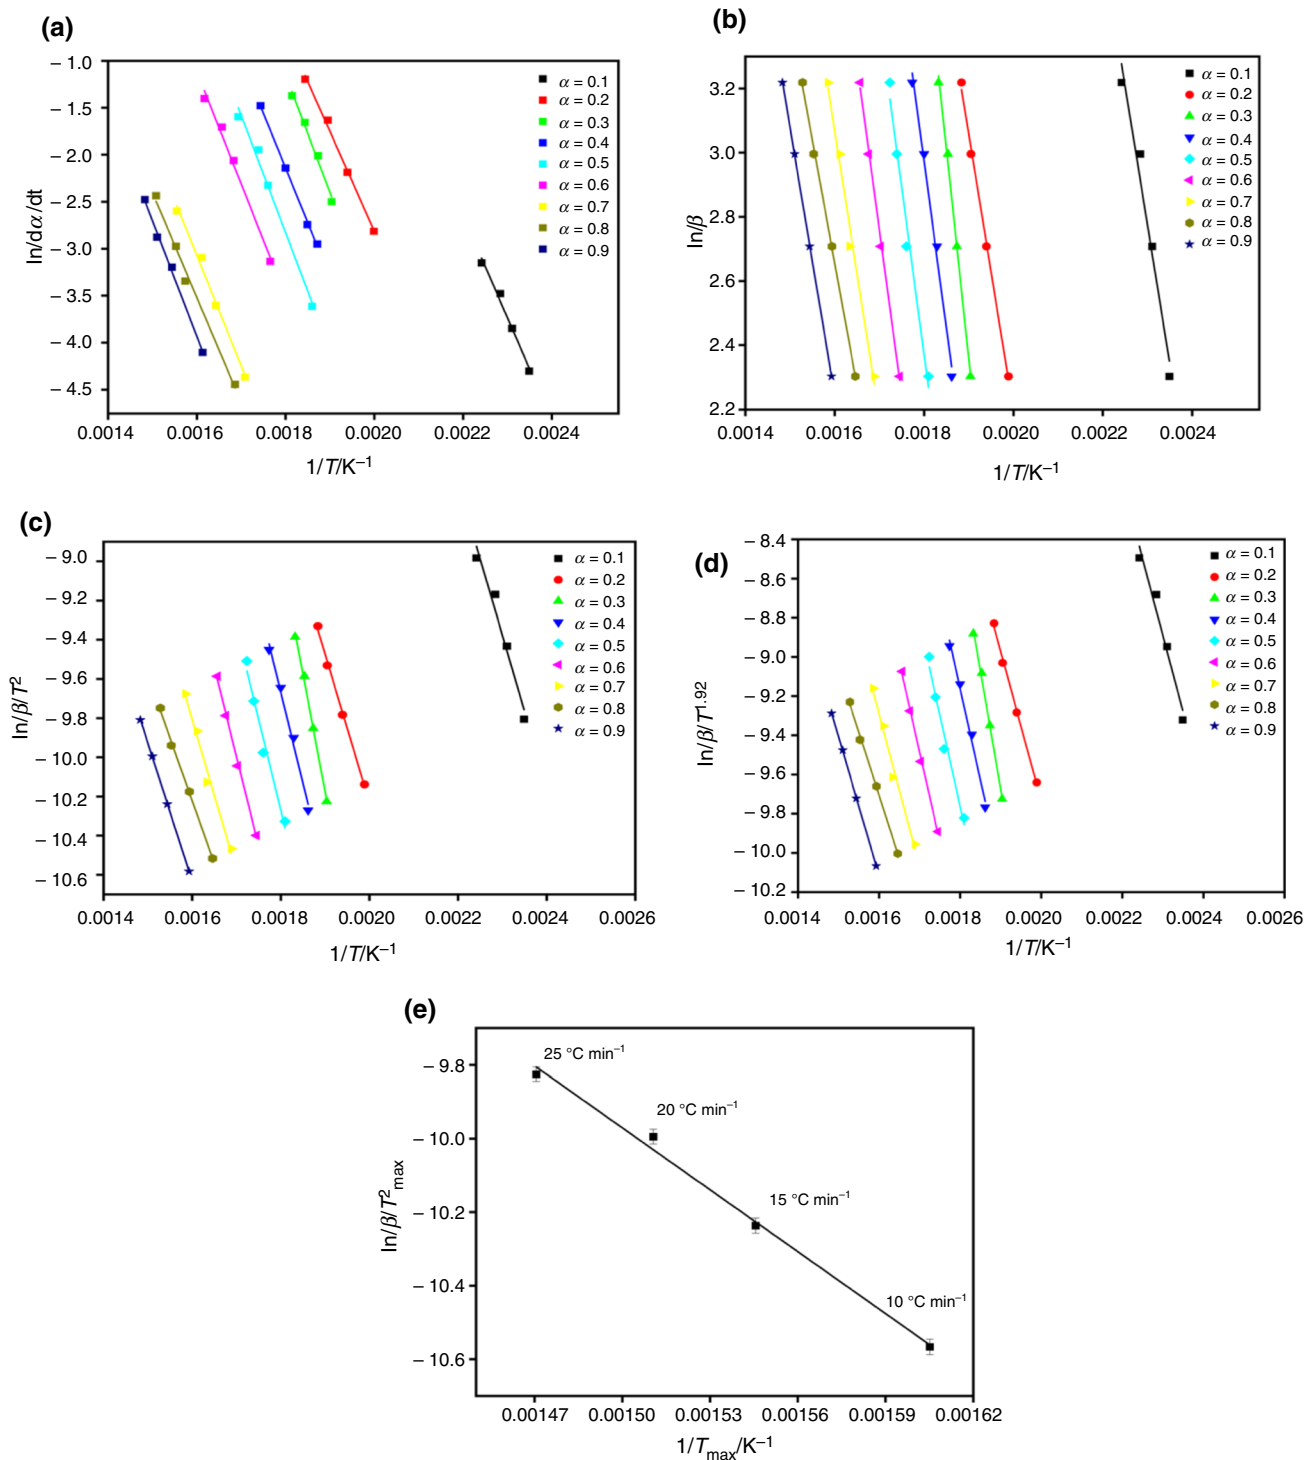 (a)
ln/dα/dt
− 1.0
− 1.5
− 2.0
− 2.5
− 3.0
− 3.5
− 4.0
− 4.5
0.0014 0.0016 0.0018 0.0020 0.0022 0.0024
1/T/K⁻¹
α = 0.1
α = 0.2
α = 0.3
α = 0.4
α = 0.5
α = 0.6
α = 0.7
α = 0.8
α = 0.9
(b)
ln/β
3.2
3.0
2.8
2.6
2.4
2.2
0.0014 0.0016 0.0018 0.0020 0.0022 0.0024
1/T/K⁻¹
α = 0.1
α = 0.2
α = 0.3
α = 0.4
α = 0.5
α = 0.6
α = 0.7
α = 0.8
α = 0.9
(c)
ln/β/T²
− 9.0
− 9.2
− 9.4
− 9.6
− 9.8
− 10.0
− 10.2
− 10.4
− 10.6
0.0014 0.0016 0.0018 0.0020 0.0022 0.0024 0.0026
1/T/K⁻¹
α = 0.1
α = 0.2
α = 0.3
α = 0.4
α = 0.5
α = 0.6
α = 0.7
α = 0.8
α = 0.9
(d)
ln/β/T¹·⁹²
− 8.4
− 8.6
− 8.8
− 9.0
− 9.2
− 9.4
− 9.6
− 9.8
− 10.0
− 10.2
0.0014 0.0016 0.0018 0.0020 0.0022 0.0024 0.0026
1/T/K⁻¹
α = 0.1
α = 0.2
α = 0.3
α = 0.4
α = 0.5
α = 0.6
α = 0.7
α = 0.8
α = 0.9
(e)
ln/β/T²max
− 9.8
− 10.0
− 10.2
− 10.4
− 10.6
25 °C min⁻¹
20 °C min⁻¹
15 °C min⁻¹
10 °C min⁻¹
0.00147 0.00150 0.00153 0.00156 0.00159 0.00162
1/Tmax/K⁻¹